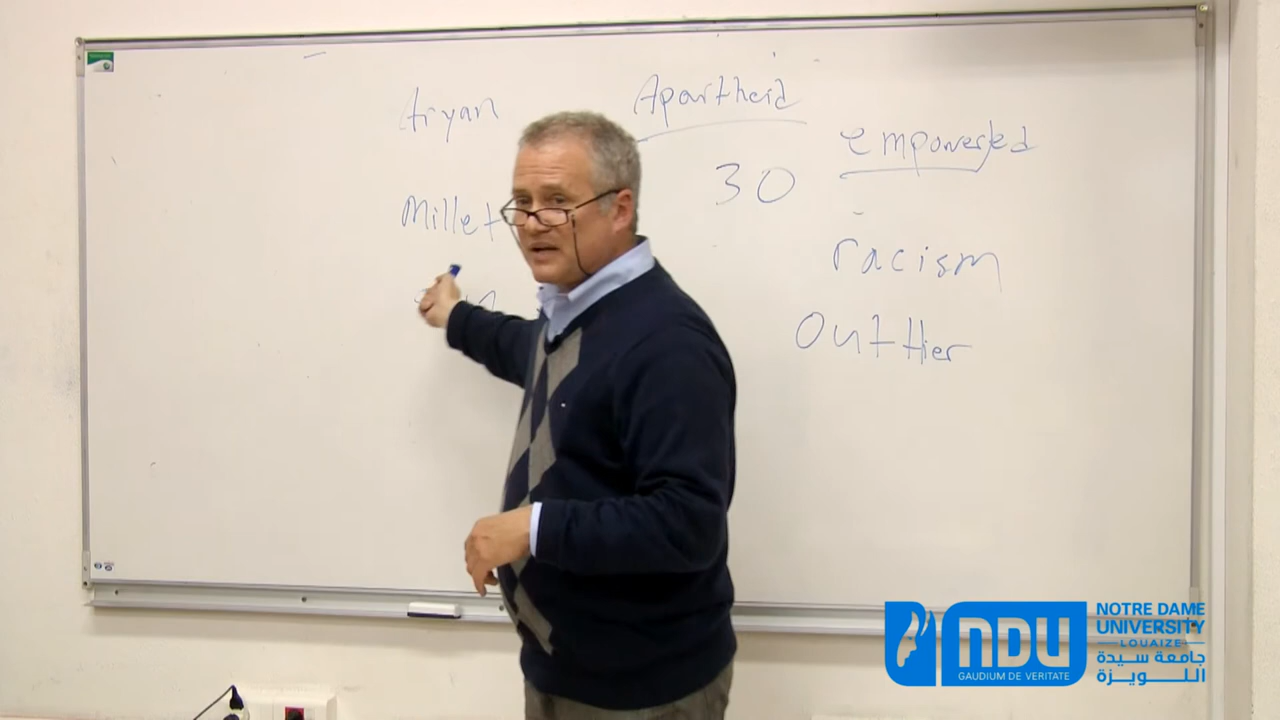 Aryan
Apartheid
empowered
30
Millet
racism
Outlier
NDU
GAUDIUM DE VERITATE
NOTRE DAME
UNIVERSITY
LOUAIZE
جامعة سيدة
اللويزة